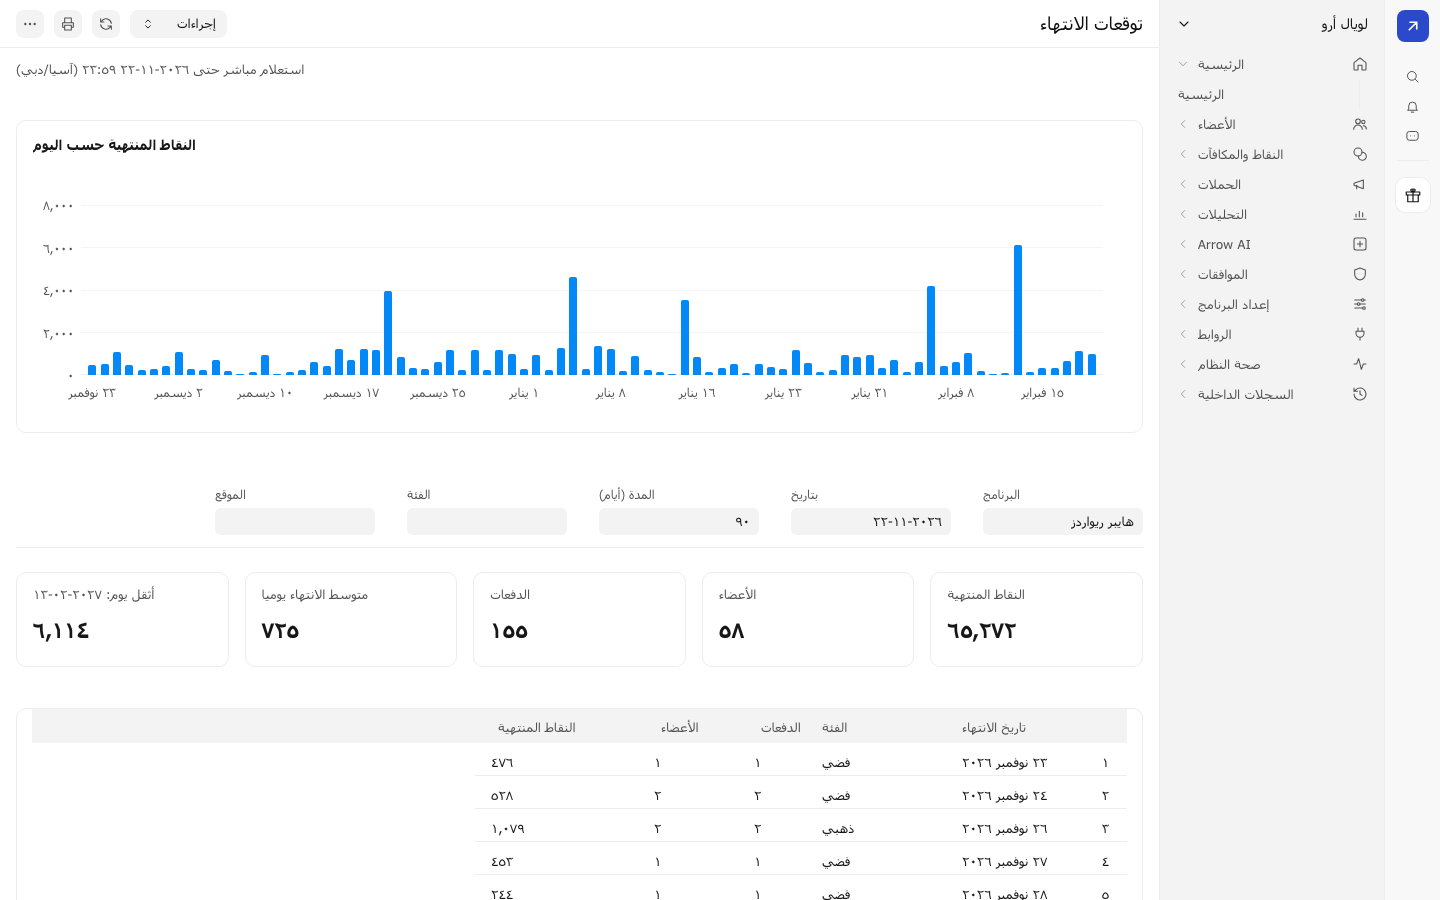 لويال أرو
الرئيسية
الرئيسية
الأعضاء
النقاط والمكافآت
الحملات
التحليلات
Arrow AI
الموافقات
إعداد البرنامج
الروابط
صحة النظام
السجلات الداخلية
توقعات الانتهاء
إجراءات
استعلام مباشر حتى ٢٠٢٦-١١-٢٢ ٢٣:٥٩ (آسيا/دبي)
النقاط المنتهية حسب اليوم
٨,٠٠٠
٦,٠٠٠
٤,٠٠٠
٢,٠٠٠
٠
٢٣ نوفمبر ٢ ديسمبر ١٠ ديسمبر ١٧ ديسمبر ٢٥ ديسمبر ١ يناير ٨ يناير ١٦ يناير ٢٣ يناير ٣١ يناير ٨ فبراير ١٥ فبراير
البرنامج بتاريخ المدة (أيام) الفئة الموقع
هايبر ريواردز ٢٠٢٦-١١-٢٢ ٩٠
النقاط المنتهية الأعضاء الدفعات متوسط الانتهاء يوميا أثقل يوم: ٢٠٢٧-٠٢-١٢
٦٥,٢٧٢ ٥٨ ١٥٥ ٧٢٥ ٦,١١٤
تاريخ الانتهاء الفئة الدفعات الأعضاء النقاط المنتهية
١ ٢٣ نوفمبر ٢٠٢٦ فضي ١ ١ ٤٧٦
٢ ٢٤ نوفمبر ٢٠٢٦ فضي ٢ ٢ ٥٢٨
٣ ٢٦ نوفمبر ٢٠٢٦ ذهبي ٢ ٢ ١,٠٧٩
٤ ٢٧ نوفمبر ٢٠٢٦ فضي ١ ١ ٤٥٣
٥ ٢٨ نوفمبر ٢٠٢٦ فضي ١ ١ ٢٤٤